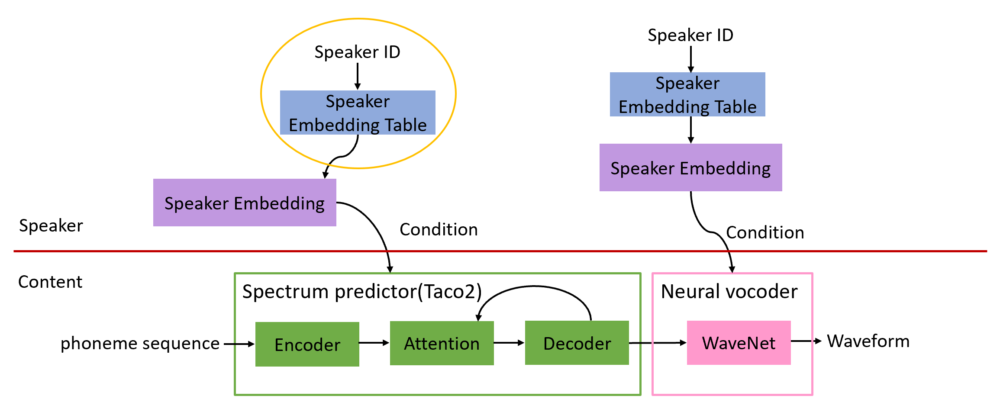 Speaker ID
Speaker
Embedding Table
Speaker Embedding
Condition
Speaker ID
Speaker
Embedding Table
Speaker Embedding
Condition
Speaker
Content
Spectrum predictor(Taco2)
phoneme sequence
Encoder
Attention
Decoder
Neural vocoder
WaveNet
Waveform